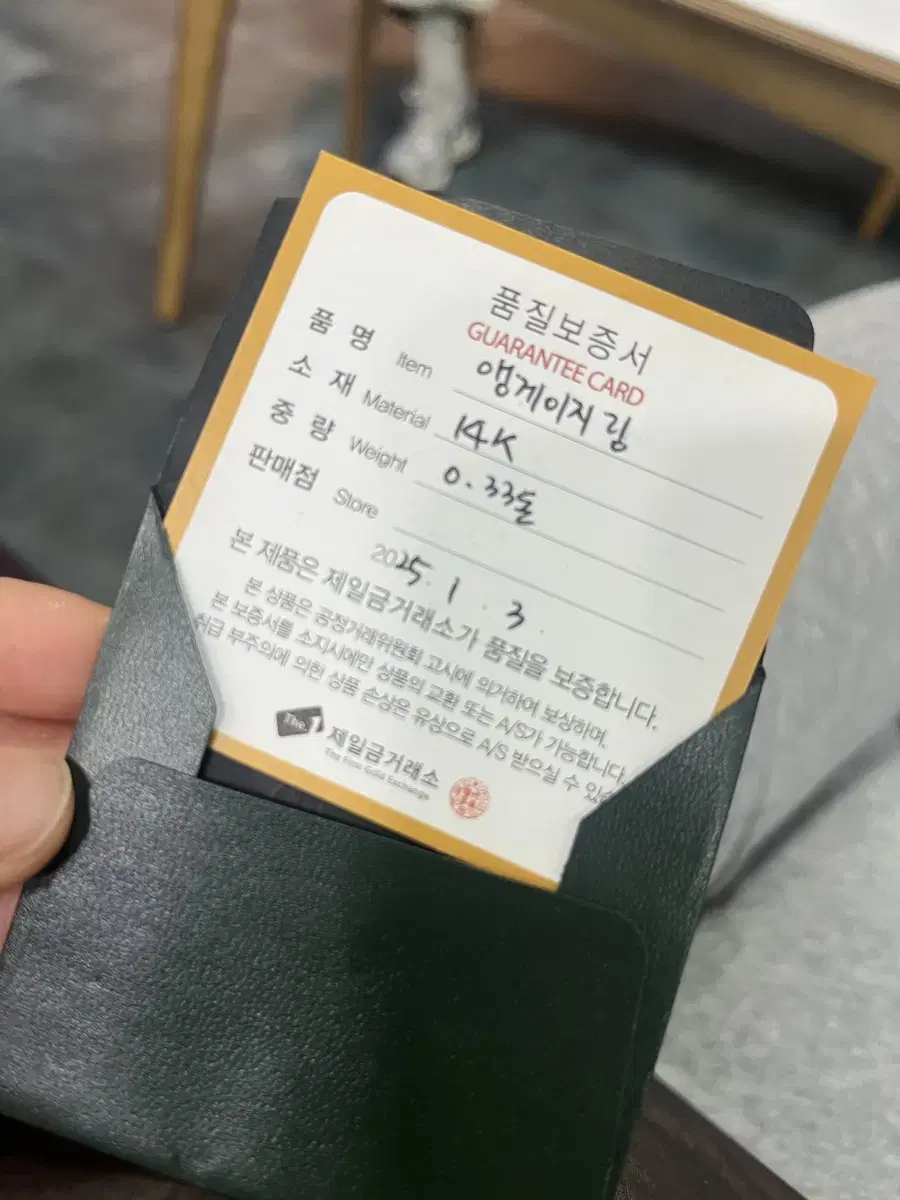 품질보증서
GUARANTEE CARD
품 명 Item 앵게이지 링
소 재 Material 14K
중 량 Weight 0.33돈
판매점 Store
2025. 1. 3.
본 제품은 제일금거래소가 품질을 보증합니다.
본 상품은 공정거래위원회 고시에 의거하여 보상하며,
본 보증서를 소지시에만 상품의 교환 또는 A/S가 가능합니다.
취급 부주의에 의한 상품 손상은 유상으로 A/S 받으실 수
The J 제일금거래소
The First Gold Exchange